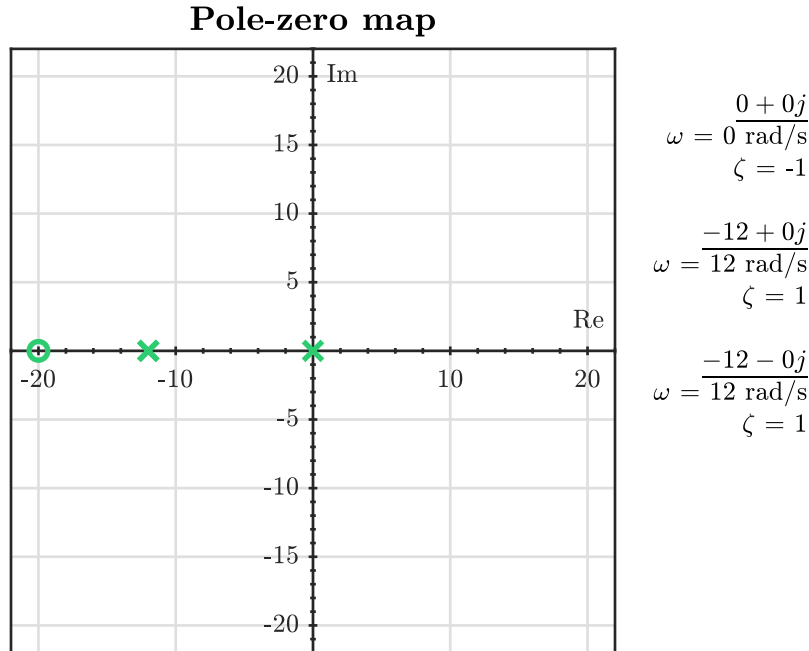 Pole-zero map
20
Im
15
10
5
Re
-20
-10
10
20
-5
-10
-15
-20
0 + 0j
ω = 0 rad/s
ζ = -1
−12 + 0j
ω = 12 rad/s
ζ = 1
−12 − 0j
ω = 12 rad/s
ζ = 1